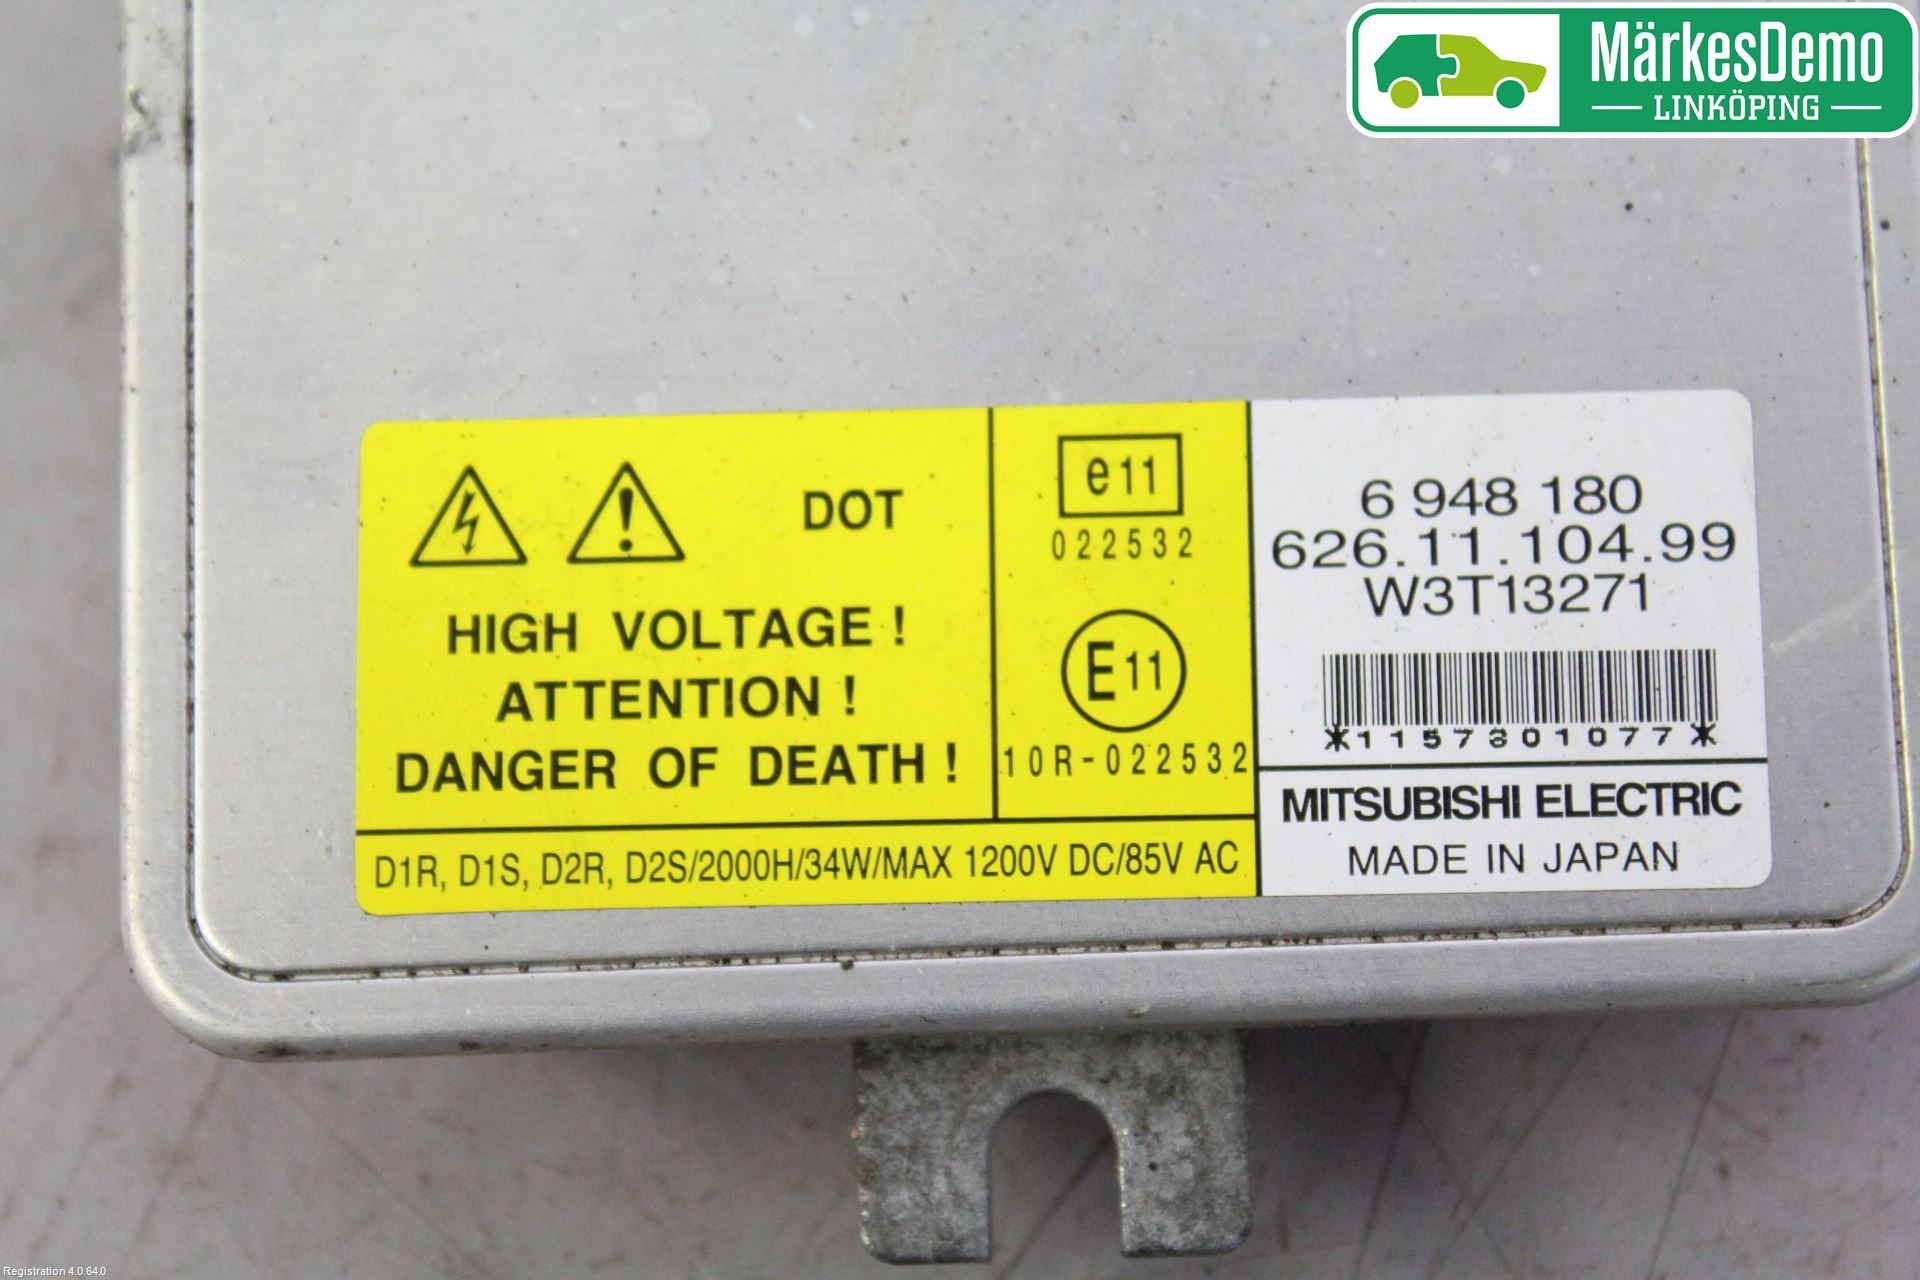 MärkesDemo
LINKÖPING
DOT
HIGH VOLTAGE !
ATTENTION !
DANGER OF DEATH !
e11
022532
E11
10R-022532
D1R, D1S, D2R, D2S/2000H/34W/MAX 1200V DC/85V AC
6 948 180
626.11.104.99
W3T13271
*1157301077*
MITSUBISHI ELECTRIC
MADE IN JAPAN
Registration 4.0.64.0